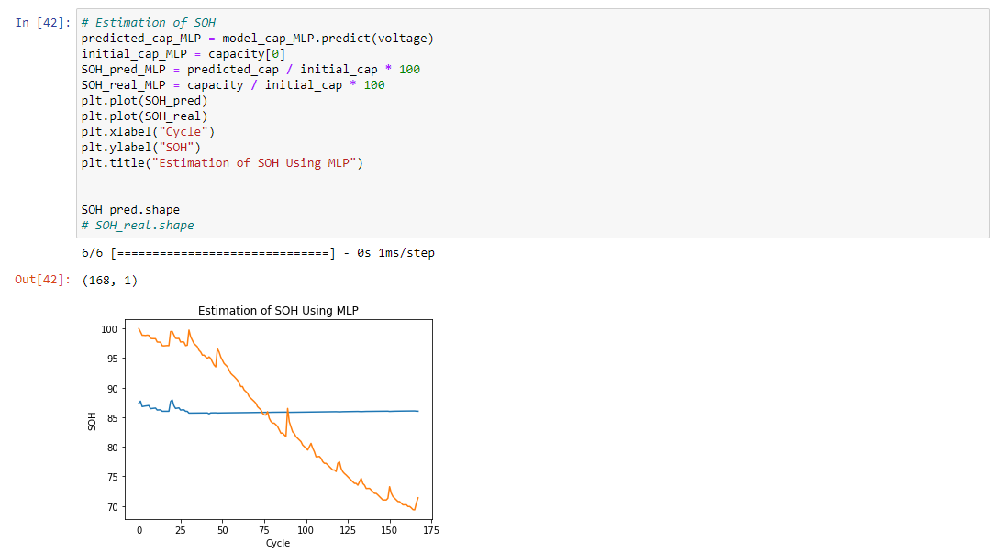 In [42]: # Estimation of SOH
predicted_cap_MLP = model_cap_MLP.predict(voltage)
initial_cap_MLP = capacity[0]
SOH_pred_MLP = predicted_cap / initial_cap * 100
SOH_real_MLP = capacity / initial_cap * 100
plt.plot(SOH_pred)
plt.plot(SOH_real)
plt.xlabel("Cycle")
plt.ylabel("SOH")
plt.title("Estimation of SOH Using MLP")
SOH_pred.shape
# SOH_real.shape
6/6 [==============================] - 0s 1ms/step
Out[42]: (168, 1)
Estimation of SOH Using MLP
100
95
90
85
80
75
70
SOH
0 25 50 75 100 125 150 175
Cycle